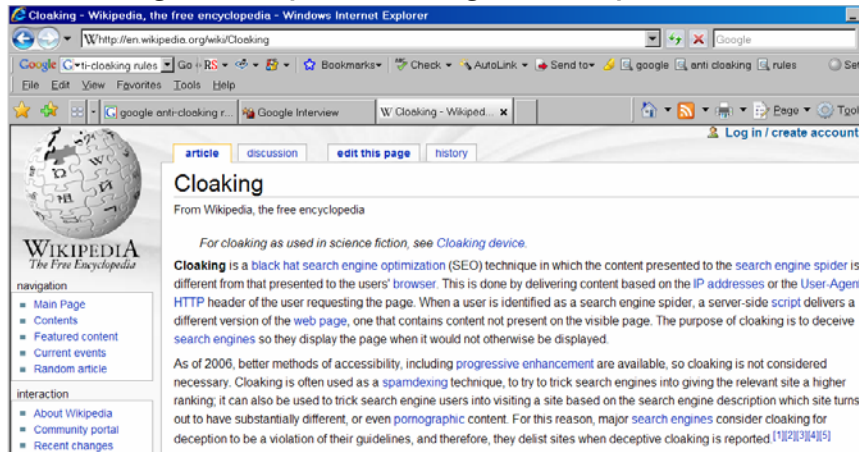 Cloaking - Wikipedia, the free encyclopedia - Windows Internet Explorer
http://en.wikipedia.org/wiki/Cloaking
Google
Google ti-cloaking rules Go RS Bookmarks Check AutoLink Send to google anti cloaking rules Set
File Edit View Favorites Tools Help
google anti-cloaking r... Google Interview W Cloaking - Wikiped... Page Tool
Log in / create account
article discussion edit this page history
Cloaking
From Wikipedia, the free encyclopedia
For cloaking as used in science fiction, see Cloaking device.
WIKIPEDIA
The Free Encyclopedia
Cloaking is a black hat search engine optimization (SEO) technique in which the content presented to the search engine spider is
different from that presented to the users' browser. This is done by delivering content based on the IP addresses or the User-Agen
HTTP header of the user requesting the page. When a user is identified as a search engine spider, a server-side script delivers a
different version of the web page, one that contains content not present on the visible page. The purpose of cloaking is to deceive
search engines so they display the page when it would not otherwise be displayed.
As of 2006, better methods of accessibility, including progressive enhancement are available, so cloaking is not considered
necessary. Cloaking is often used as a spamdexing technique, to try to trick search engines into giving the relevant site a higher
ranking; it can also be used to trick search engine users into visiting a site based on the search engine description which site turns
out to have substantially different, or even pornographic content. For this reason, major search engines consider cloaking for
deception to be a violation of their guidelines, and therefore, they delist sites when deceptive cloaking is reported.[1][2][3][4][5]
navigation
Main Page
Contents
Featured content
Current events
Random article
interaction
About Wikipedia
Community portal
Recent changes